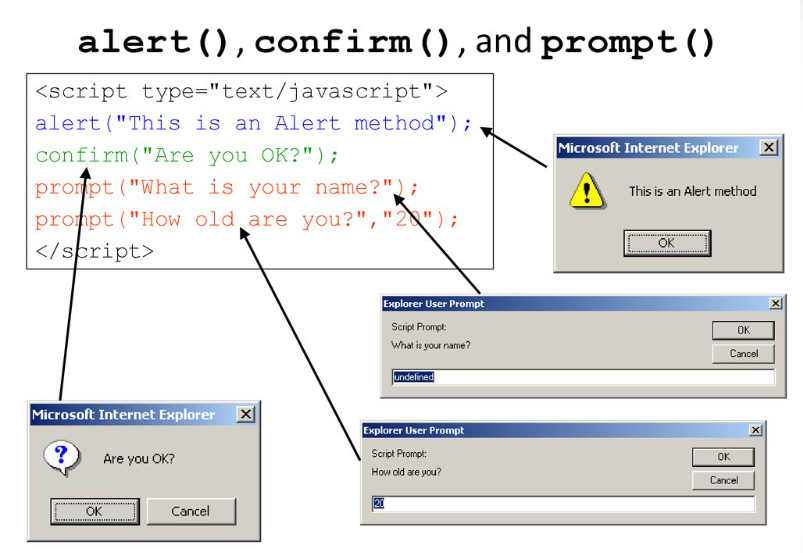 alert(), confirm(), and prompt()
<script type="text/javascript">
alert("This is an Alert method");
confirm("Are you OK?");
prompt("What is your name?");
prompt("How old are you?","20");
</script>
Microsoft Internet Explorer
This is an Alert method
OK
Explorer User Prompt
Script Prompt:
OK
What is your name?
Cancel
undefined
Microsoft Internet Explorer
Are you OK?
OK Cancel
Explorer User Prompt
Script Prompt:
OK
How old are you?
Cancel
20